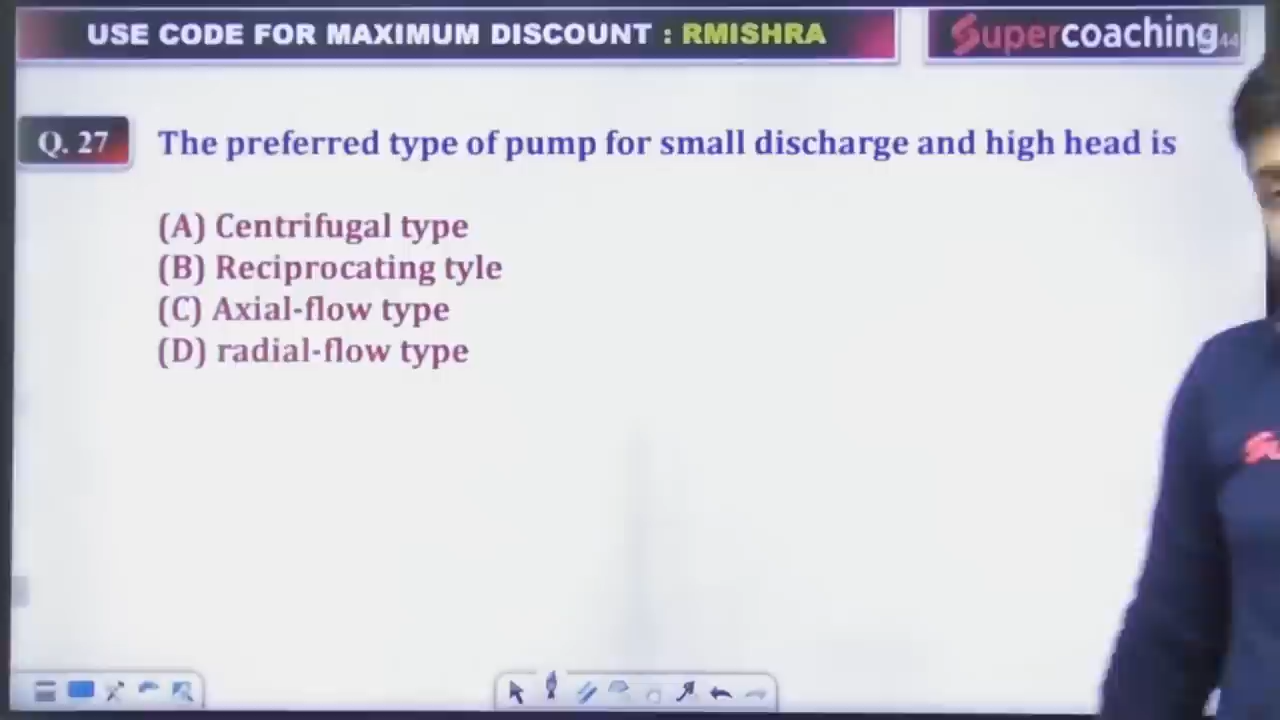 USE CODE FOR MAXIMUM DISCOUNT : RMISHRA
Supercoaching
44
Q. 27
The preferred type of pump for small discharge and high head is
(A) Centrifugal type
(B) Reciprocating tyle
(C) Axial-flow type
(D) radial-flow type